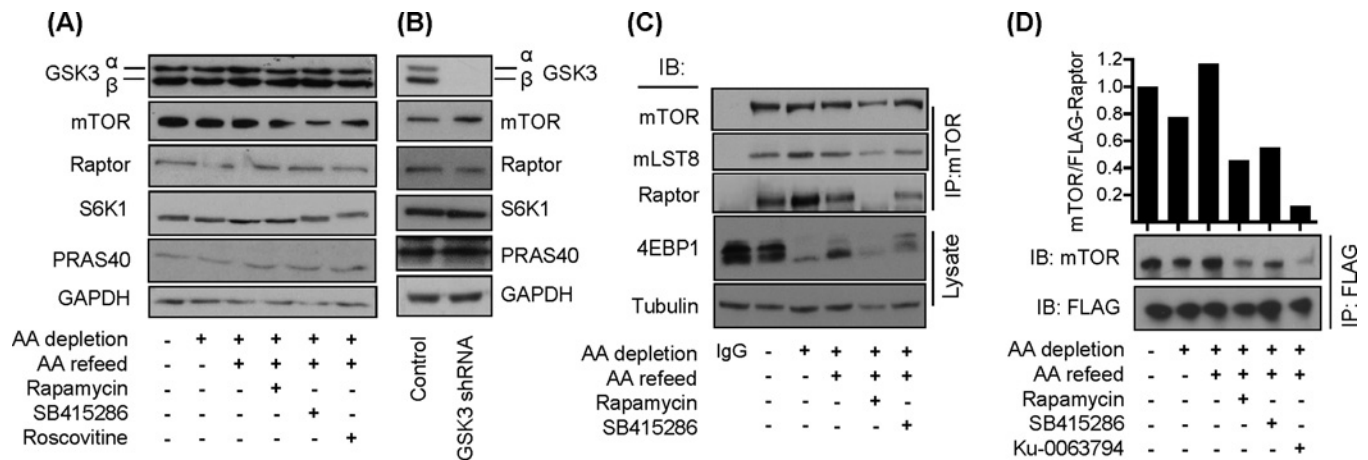 (A)
GSK3 α
β
mTOR
Raptor
S6K1
PRAS40
GAPDH
AA depletion - + + + + +
AA refeed - - + + + +
Rapamycin - - - + - -
SB415286 - - - - + -
Roscovitine - - - - - +
(B)
α
β GSK3
mTOR
Raptor
S6K1
PRAS40
GAPDH
Control
GSK3 shRNA
(C)
IB:
mTOR
mLST8
Raptor
4EBP1
Tubulin
IP:mTOR
Lysate
AA depletion IgG - + + + +
AA refeed - - + + +
Rapamycin - - - + -
SB415286 - - - - +
(D)
mTOR/FLAG-Raptor
1.2
1.0
0.8
0.6
0.4
0.2
IB: mTOR
IB: FLAG
IP: FLAG
AA depletion - + + + + +
AA refeed - - + + + +
Rapamycin - - - + - -
SB415286 - - - - + -
Ku-0063794 - - - - - +